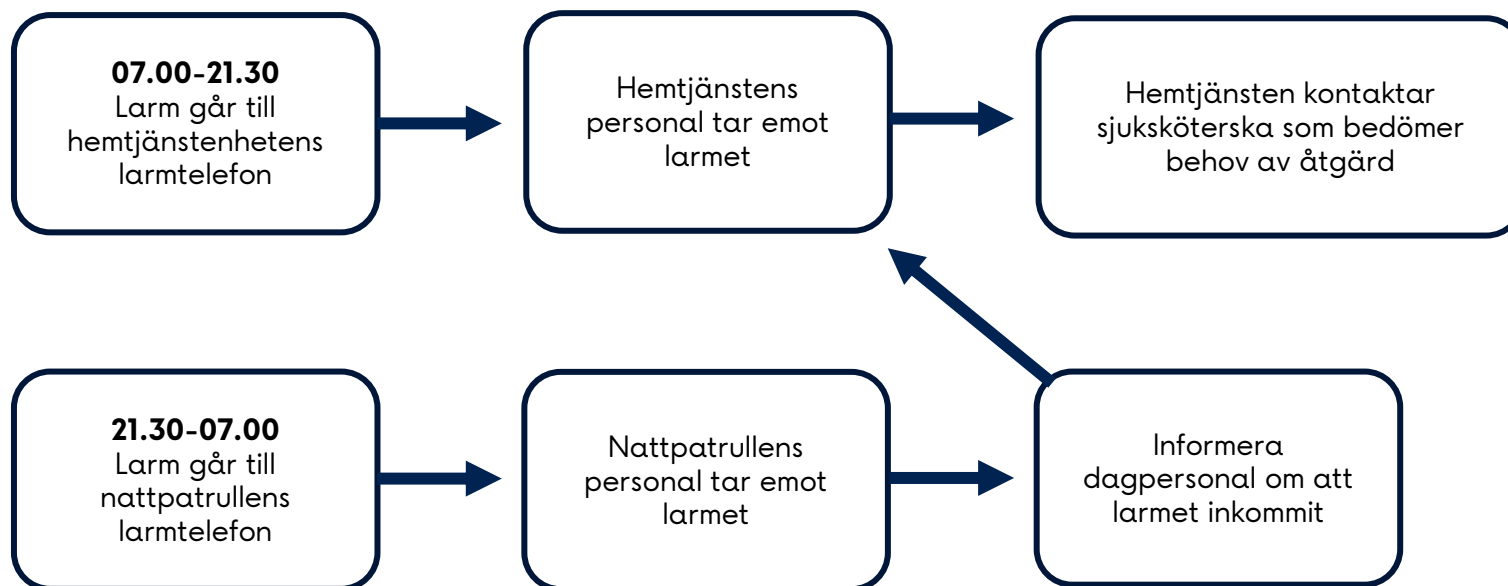 07.00-21.30
Larm går till
hemtjänstenhetens
larmtelefon
Hemtjänstens
personal tar emot
larmet
Hemtjänsten kontaktar
sjuksköterska som bedömer
behov av åtgärd
21.30-07.00
Larm går till
nattpatrullens
larmtelefon
Nattpatrullens
personal tar emot
larmet
Informera
dagpersonal om att
larmet inkommit